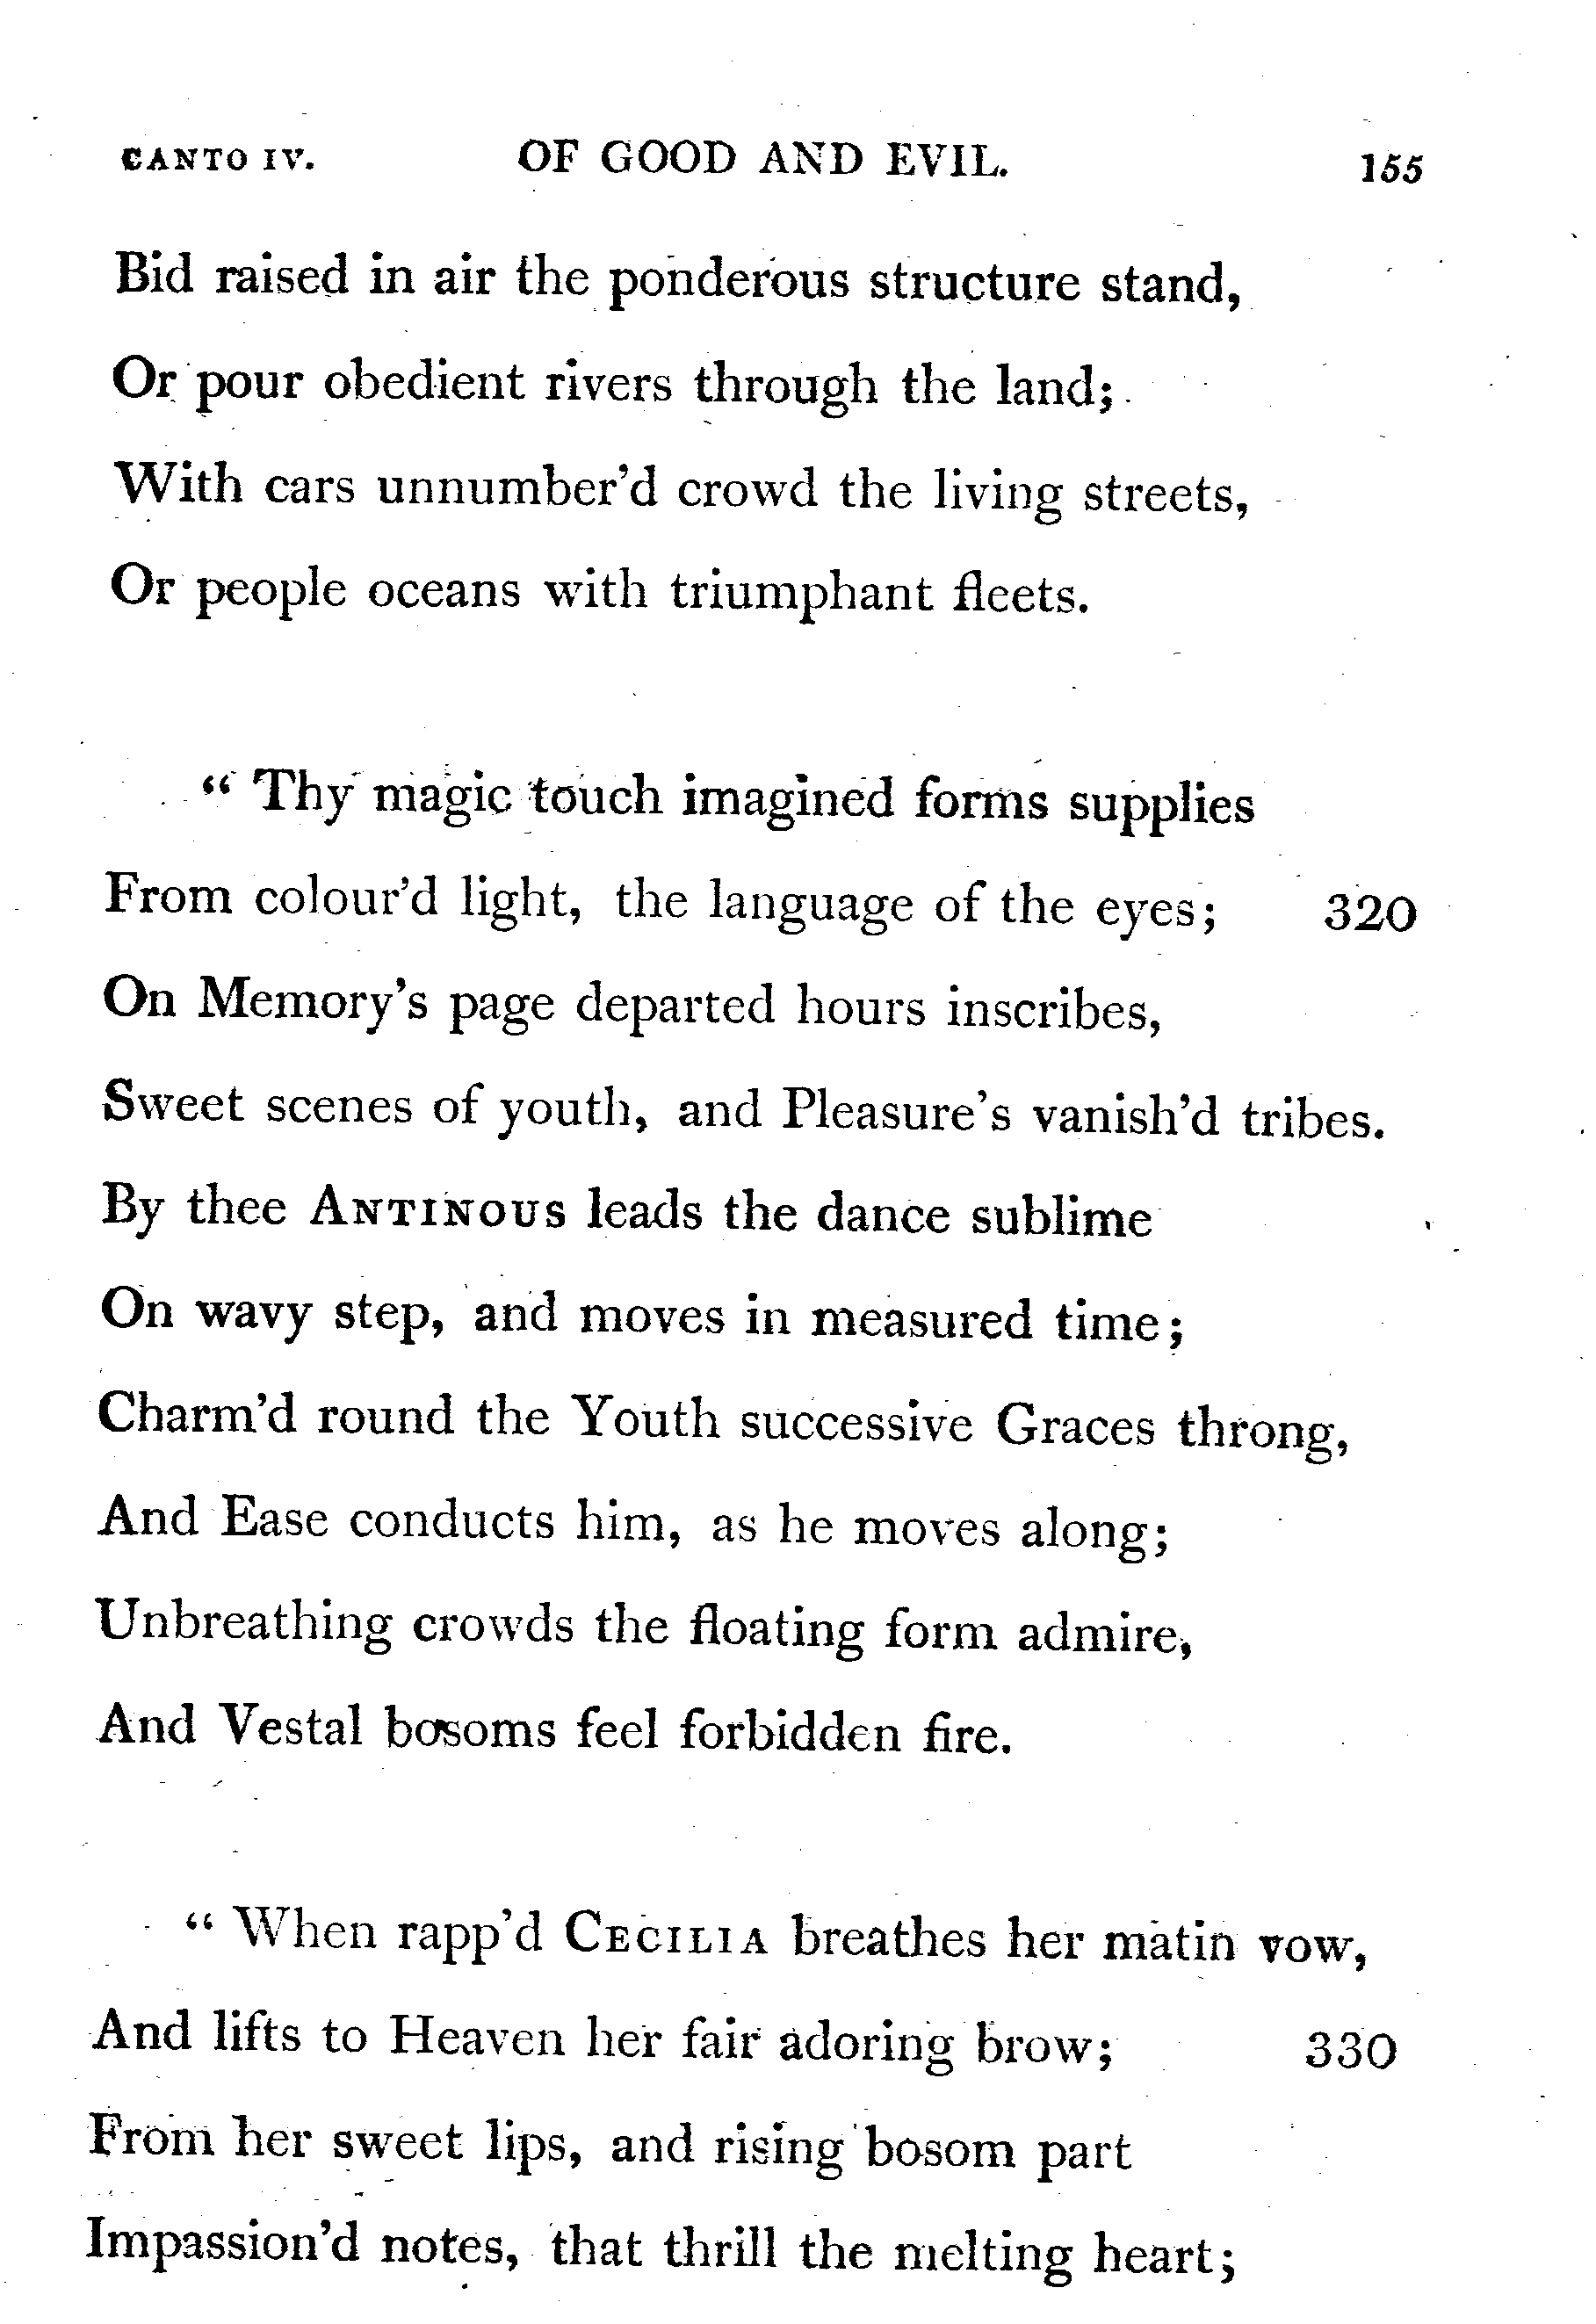 CANTO IV. OF GOOD AND EVIL. 155
Bid raised in air the ponderous structure stand,
Or pour obedient rivers through the land;
With cars unnumber'd crowd the living streets,
Or people oceans with triumphant fleets.
“ Thy magic touch imagined forms supplies
From colour'd light, the language of the eyes; 320
On Memory's page departed hours inscribes,
Sweet scenes of youth, and Pleasure's vanish'd tribes.
By thee ANTINOUS leads the dance sublime
On wavy step, and moves in measured time;
Charm'd round the Youth successive Graces throng,
And Ease conducts him, as he moves along;
Unbreathing crowds the floating form admire,
And Vestal bosoms feel forbidden fire.
“ When rapp'd CECILIA breathes her matin vow,
And lifts to Heaven her fair adoring brow; 330
From her sweet lips, and rising bosom part
Impassion'd notes, that thrill the melting heart;